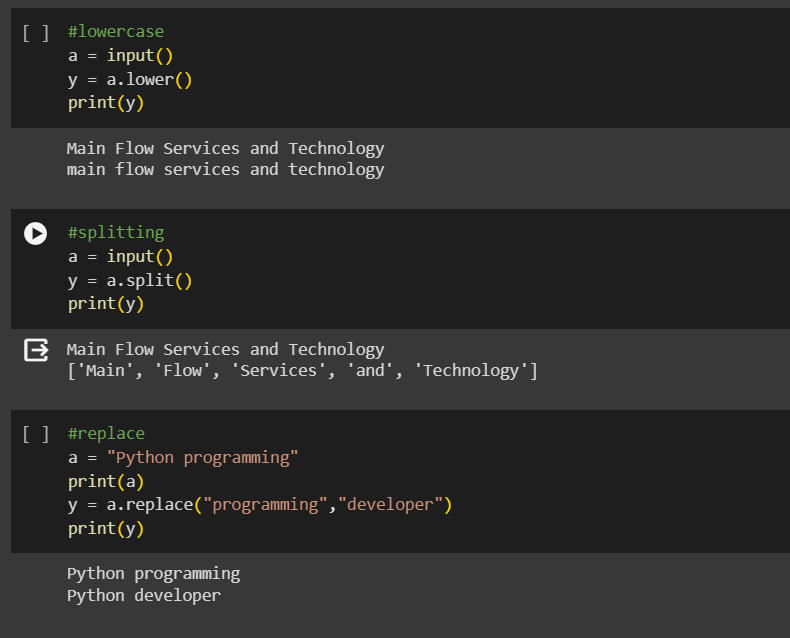 [ ] #lowercase
a = input()
y = a.lower()
print(y)
Main Flow Services and Technology
main flow services and technology
#splitting
a = input()
y = a.split()
print(y)
Main Flow Services and Technology
['Main', 'Flow', 'Services', 'and', 'Technology']
[ ] #replace
a = "Python programming"
print(a)
y = a.replace("programming","developer")
print(y)
Python programming
Python developer